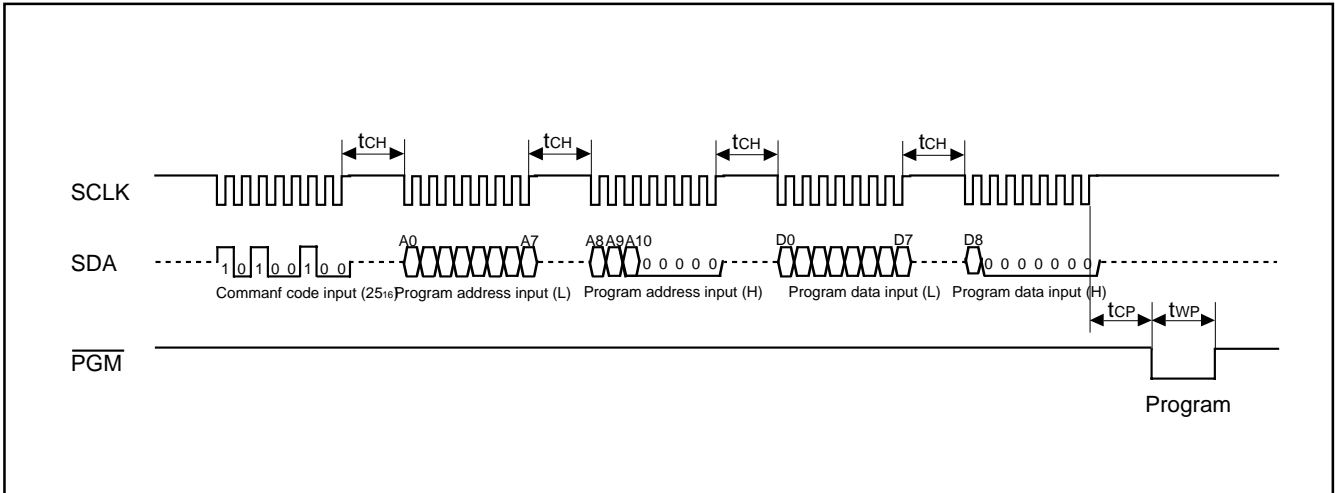 tCH tCH tCH tCH
SCLK
A0 A7 A8 A9 A10 D0 D7 D8
SDA 1 0 1 0 0 1 0 0 0 0 0 0 0 0 0 0 0 0 0 0
Commanf code input (2516) Program address input (L) Program address input (H) Program data input (L) Program data input (H)
tCP tWP
PGM
Program